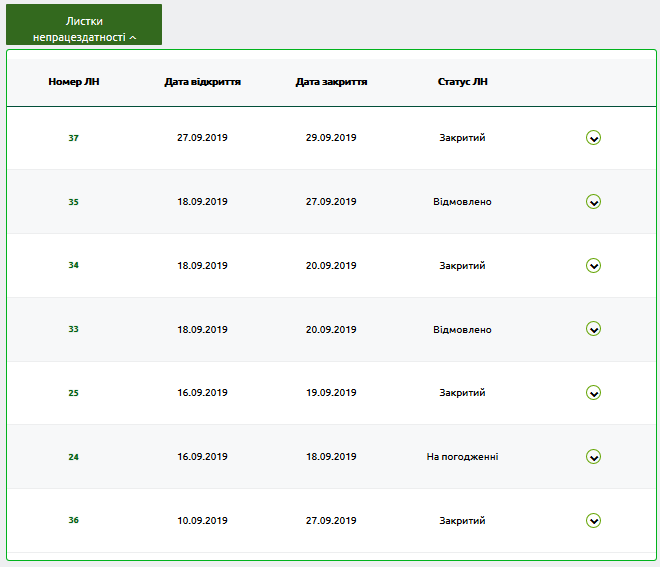 Листки
непрацездатності
Номер ЛН Дата відкриття Дата закриття Статус ЛН
37 27.09.2019 29.09.2019 Закритий
35 18.09.2019 27.09.2019 Відмовлено
34 18.09.2019 20.09.2019 Закритий
33 18.09.2019 20.09.2019 Відмовлено
25 16.09.2019 19.09.2019 Закритий
24 16.09.2019 18.09.2019 На погодженні
36 10.09.2019 27.09.2019 Закритий